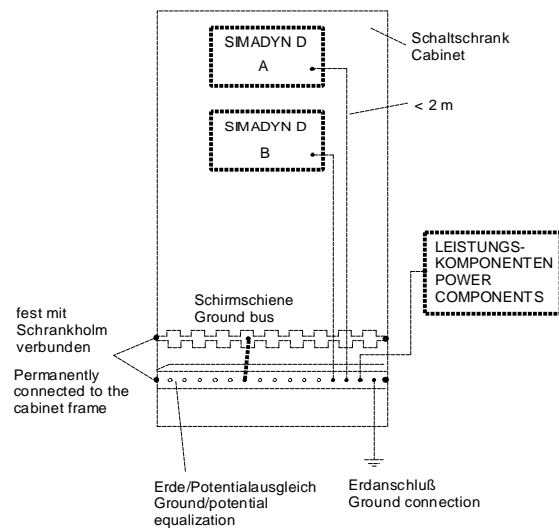 SIMADYN D
A
SIMADYN D
B
Schaltschrank
Cabinet
< 2 m
LEISTUNGS-
KOMPONENTEN
POWER
COMPONENTS
Schirmschiene
Ground bus
fest mit
Schrankholm
verbunden
Permanently
connected to the
cabinet frame
Erde/Potentialausgleich
Ground/potential
equalization
Erdanschluß
Ground connection